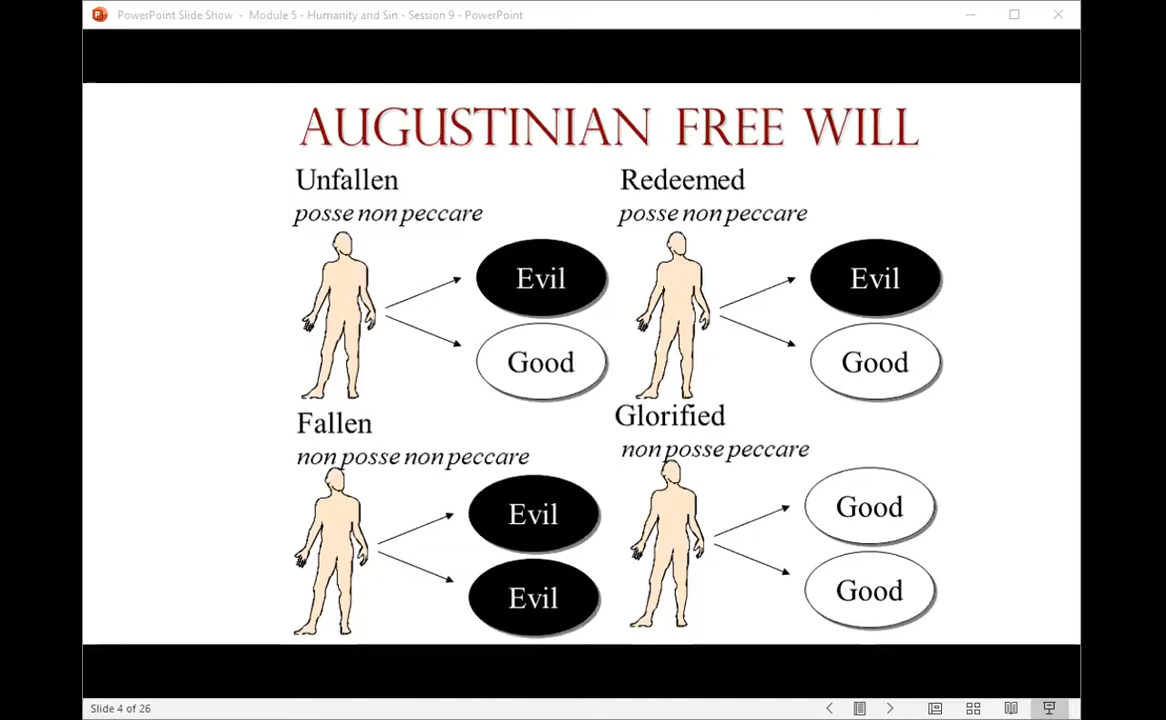 PowerPoint Slide Show - Module 5 - Humanity and Sin - Session 9 - PowerPoint
AUGUSTINIAN FREE WILL
Unfallen
posse non peccare
Evil
Good
Redeemed
posse non peccare
Evil
Good
Fallen
non posse non peccare
Evil
Evil
Glorified
non posse peccare
Good
Good
Slide 4 of 26